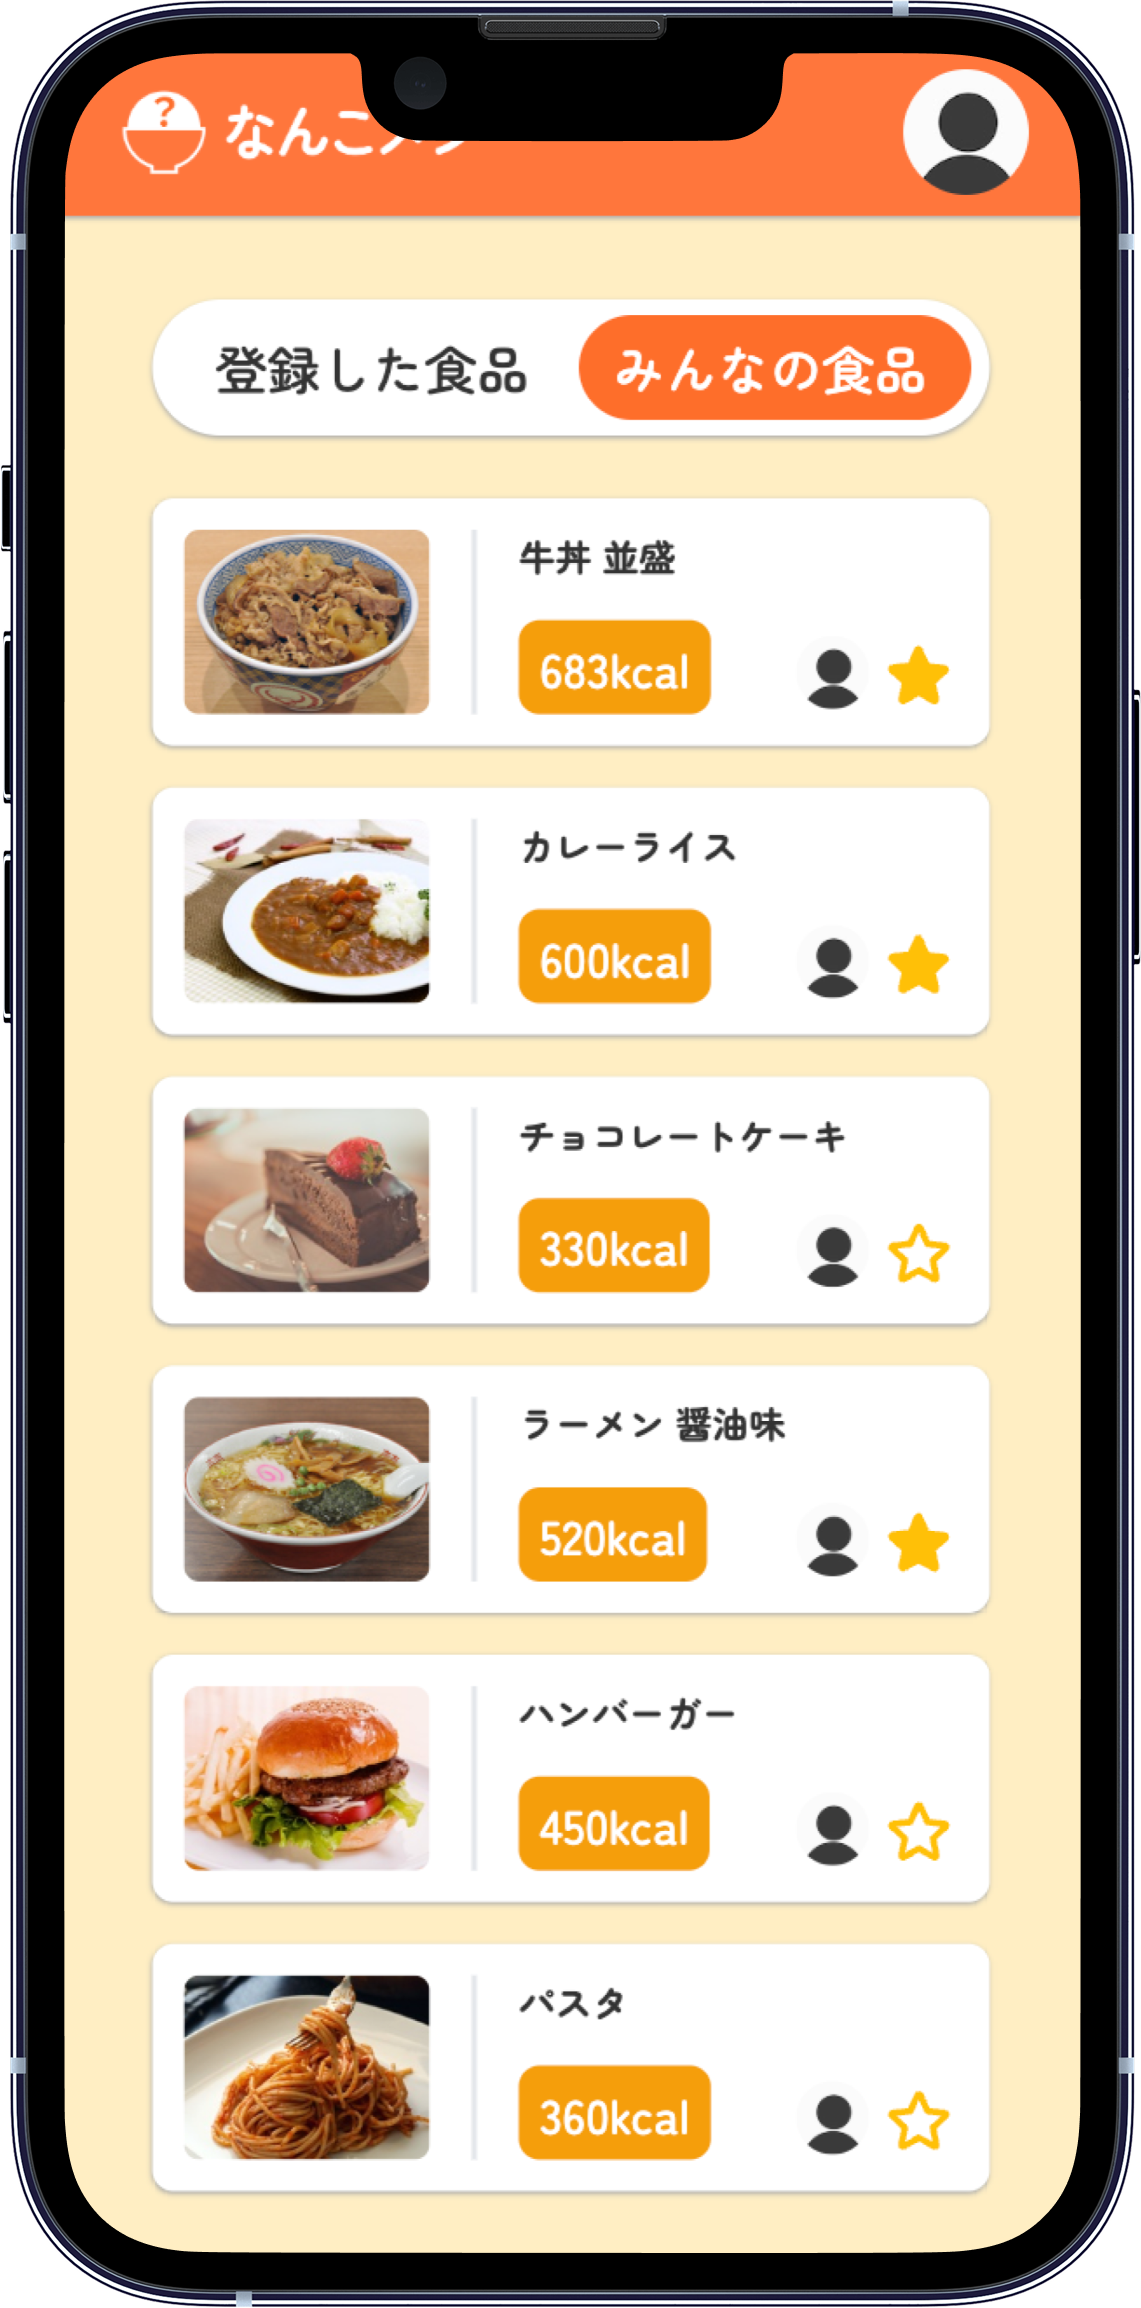 ?
なんこ
登録した食品
みんなの食品
牛丼 並盛
683kcal
カレーライス
600kcal
チョコレートケーキ
330kcal
ラーメン 醤油味
520kcal
ハンバーガー
450kcal
パスタ
360kcal